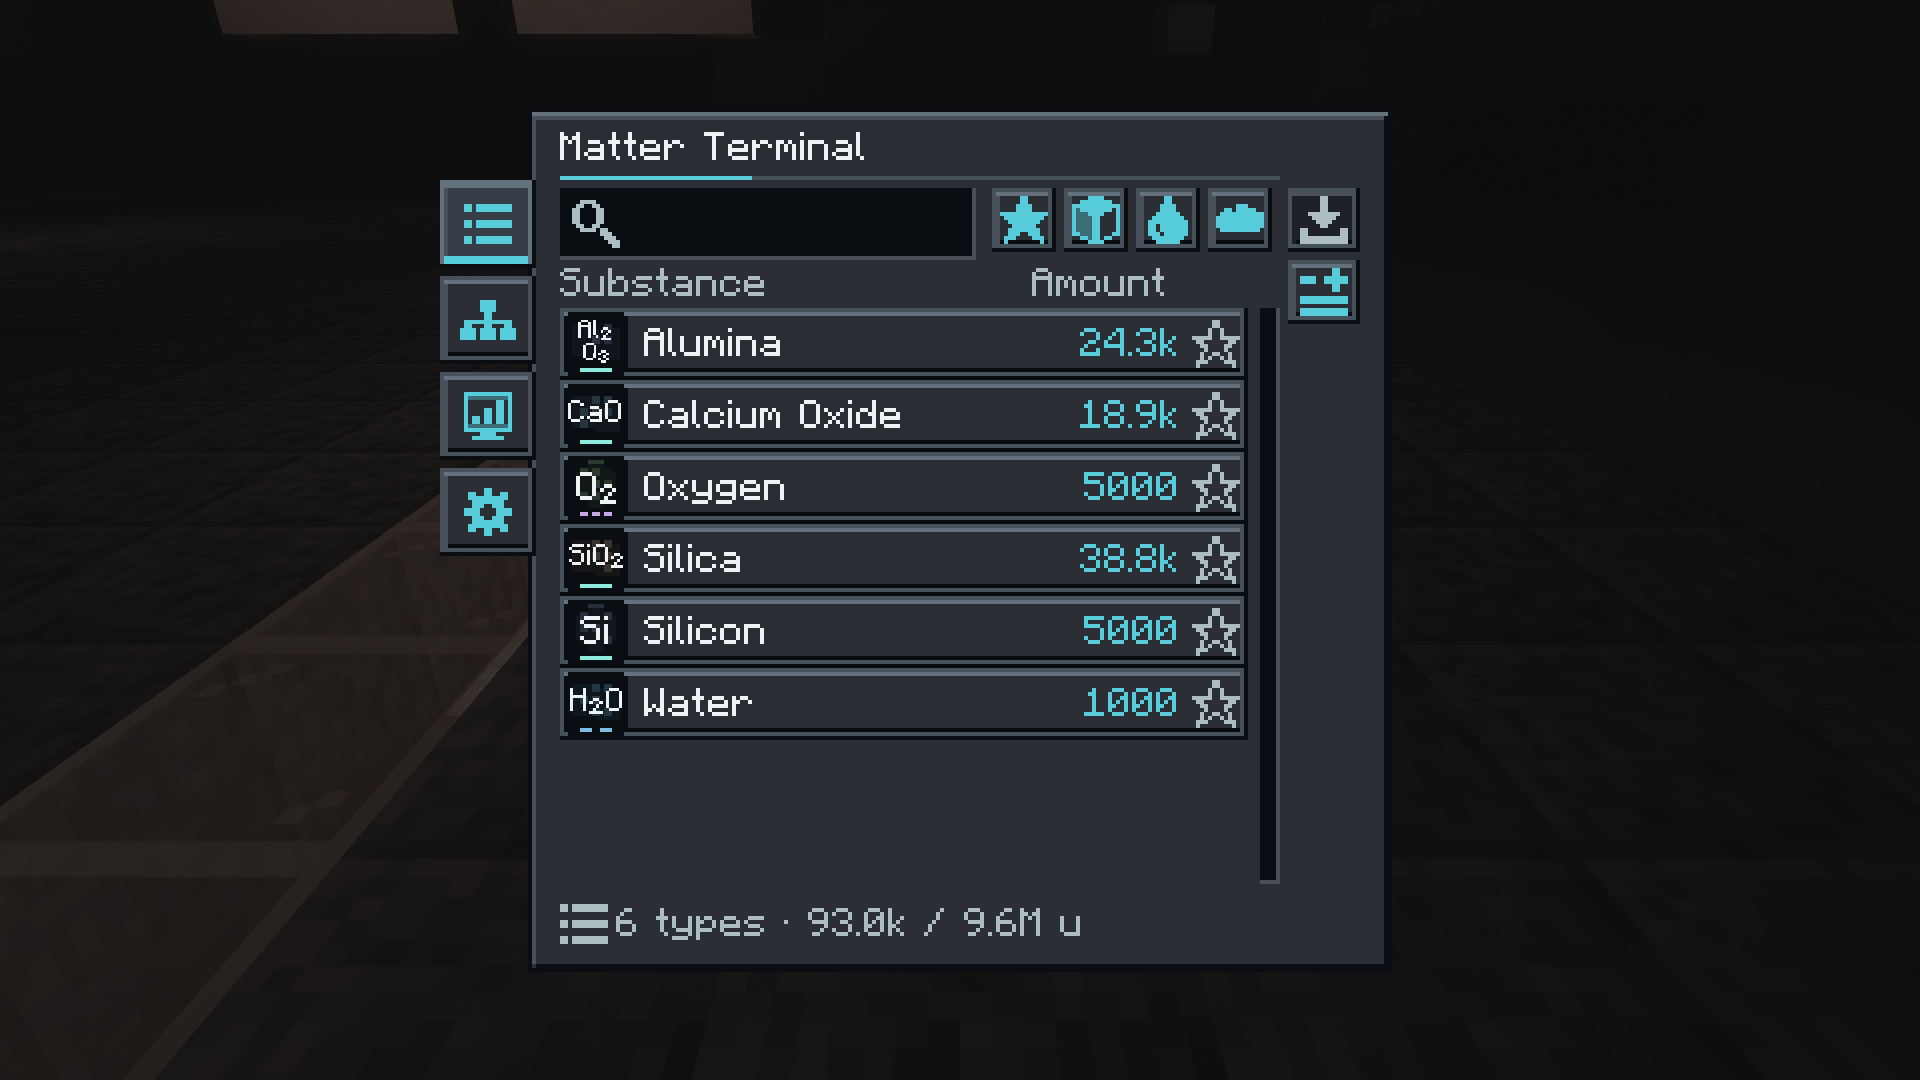 Matter Terminal
Substance Amount
Al₂O₃ Alumina 24.3k
CaO Calcium Oxide 18.9k
O₂ Oxygen 5000
SiO₂ Silica 38.8k
Si Silicon 5000
H₂O Water 1000
6 types · 93.0k / 9.6M u